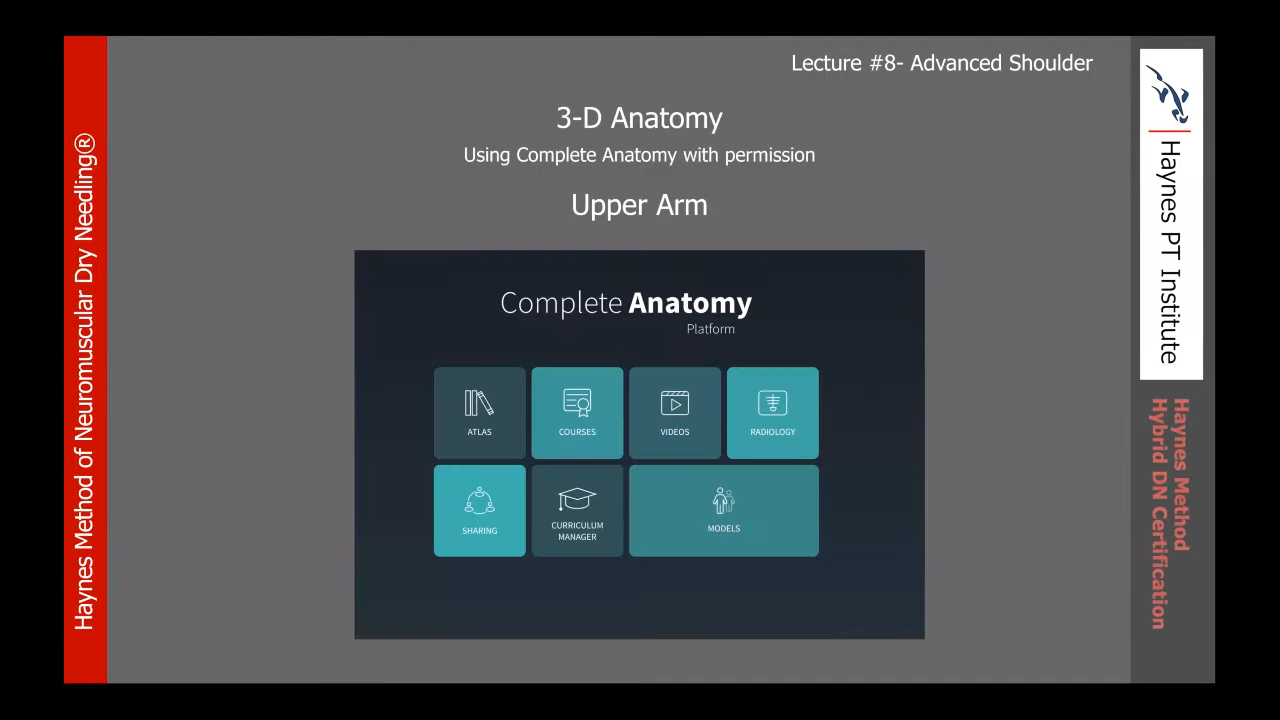 Lecture #8- Advanced Shoulder
3-D Anatomy
Using Complete Anatomy with permission
Upper Arm
Complete Anatomy
Platform
ATLAS
COURSES
VIDEOS
RADIOLOGY
SHARING
CURRICULUM
MANAGER
MODELS
Haynes Method of Neuromuscular Dry Needling®
Haynes PT Institute
Haynes Method
Hybrid DN Certification